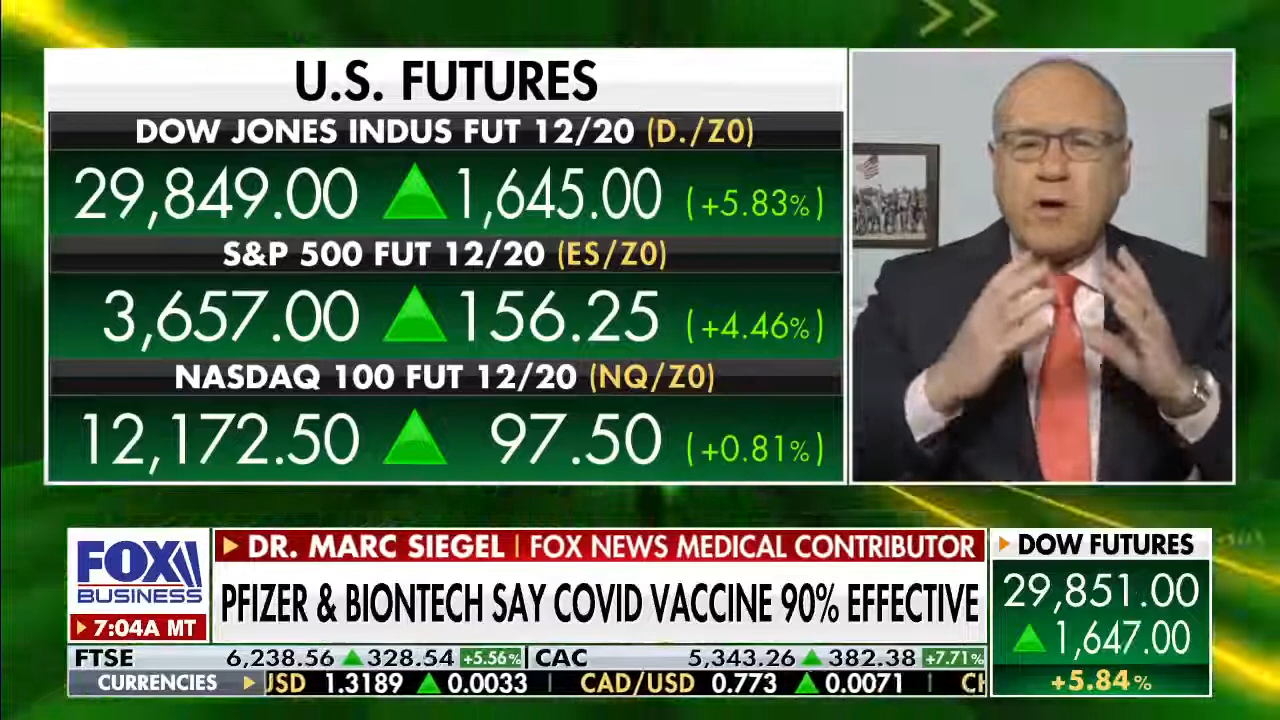 U.S. FUTURES
DOW JONES INDUS FUT 12/20 (D./Z0)
29,849.00 ▲ 1,645.00 (+5.83%)
S&P 500 FUT 12/20 (ES/Z0)
3,657.00 ▲ 156.25 (+4.46%)
NASDAQ 100 FUT 12/20 (NQ/Z0)
12,172.50 ▲ 97.50 (+0.81%)
FOX BUSINESS
7:04A MT
DR. MARC SIEGEL | FOX NEWS MEDICAL CONTRIBUTOR
PFIZER & BIONTECH SAY COVID VACCINE 90% EFFECTIVE
DOW FUTURES
29,851.00
▲ 1,647.00
+5.84%
FTSE 6,238.56 ▲ 328.54 +5.56% | CAC 5,343.26 ▲ 382.38 +7.71%
CURRENCIES USD 1.3189 ▲ 0.0033 | CAD/USD 0.773 ▲ 0.0071 | CH